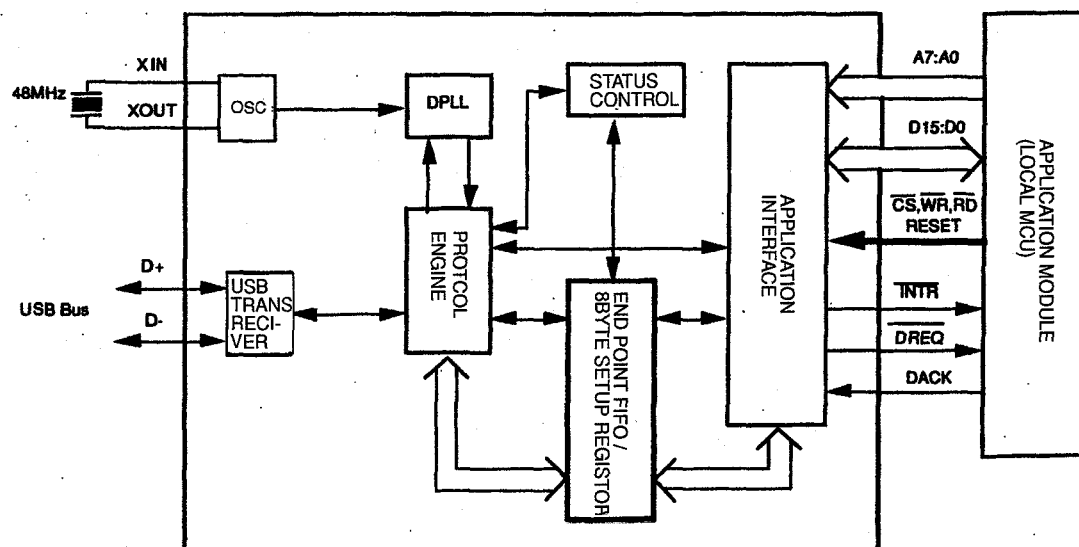 XIN
48MHz
XOUT
OSC
DPLL
STATUS
CONTROL
A7:A0
D15:D0
CS,WR,RD
RESET
INTR
DREQ
DACK
APPLICATION MODULE
(LOCAL MCU)
APPLICATION
INTERFACE
PROTCOL
ENGINE
END POINT FIFO /
8BYTE SETUP REGISTOR
D+
USB Bus
D-
USB
TRANS
RECI-
VER